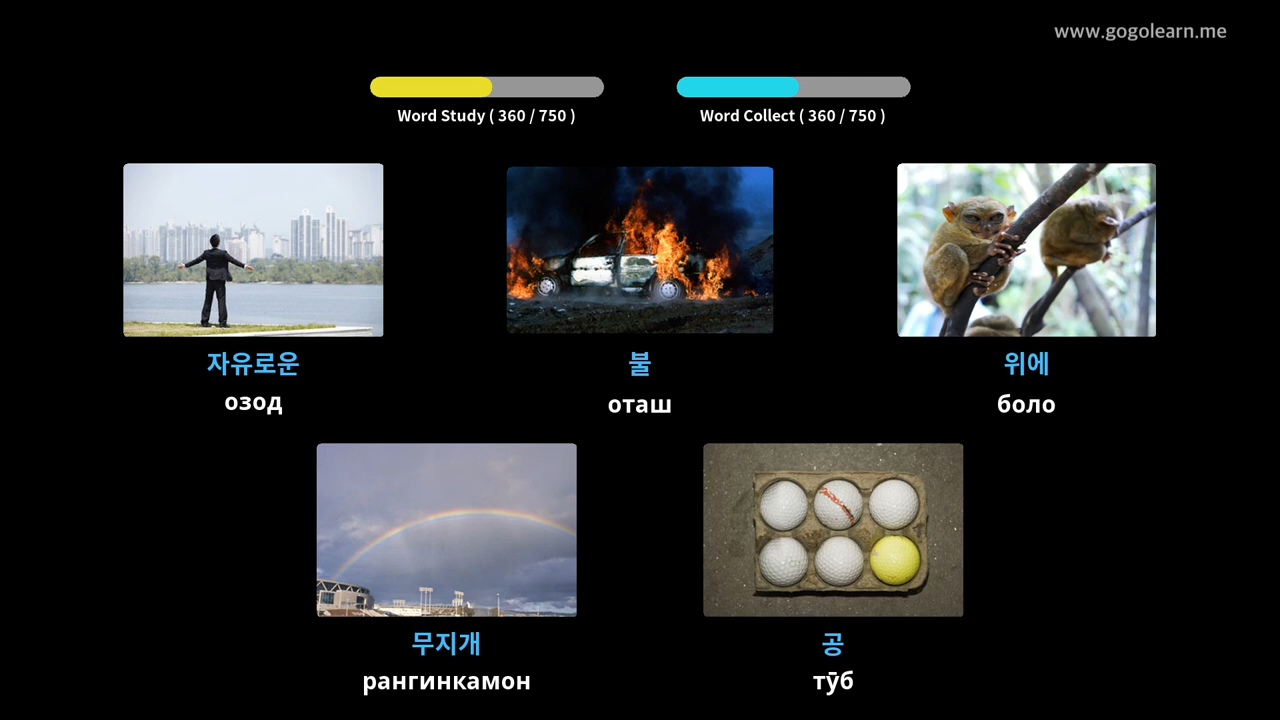 www.gogolearn.me
Word Study ( 360 / 750 )
Word Collect ( 360 / 750 )
자유로운
불
위에
озод
оташ
боло
무지개
공
рангинкамон
тӯб